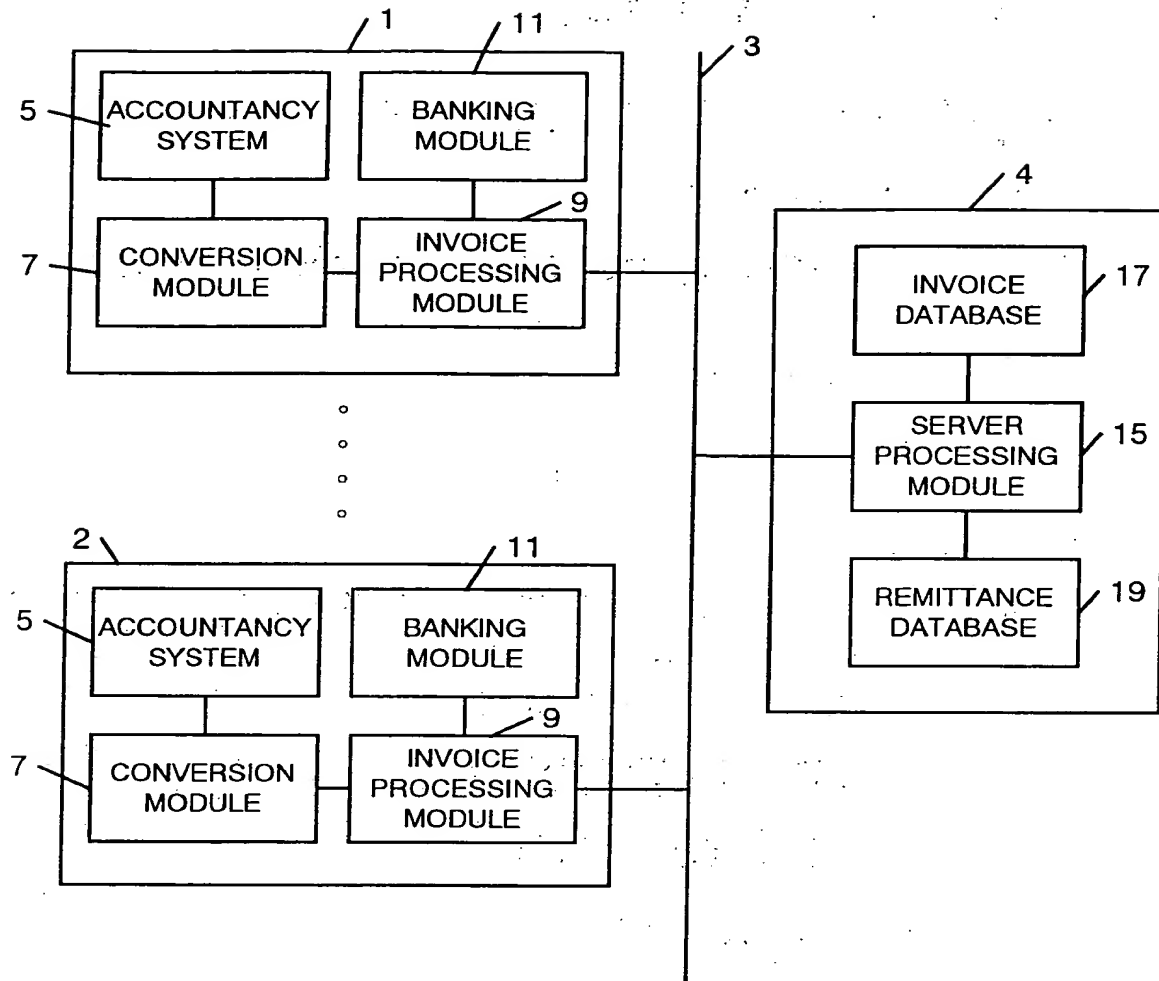 1
11
3
5
ACCOUNTANCY
SYSTEM
BANKING
MODULE
4
9
7
CONVERSION
MODULE
INVOICE
PROCESSING
MODULE
INVOICE
DATABASE
17
SERVER
PROCESSING
MODULE
15
REMITTANCE
DATABASE
19
2
11
5
ACCOUNTANCY
SYSTEM
BANKING
MODULE
9
7
CONVERSION
MODULE
INVOICE
PROCESSING
MODULE